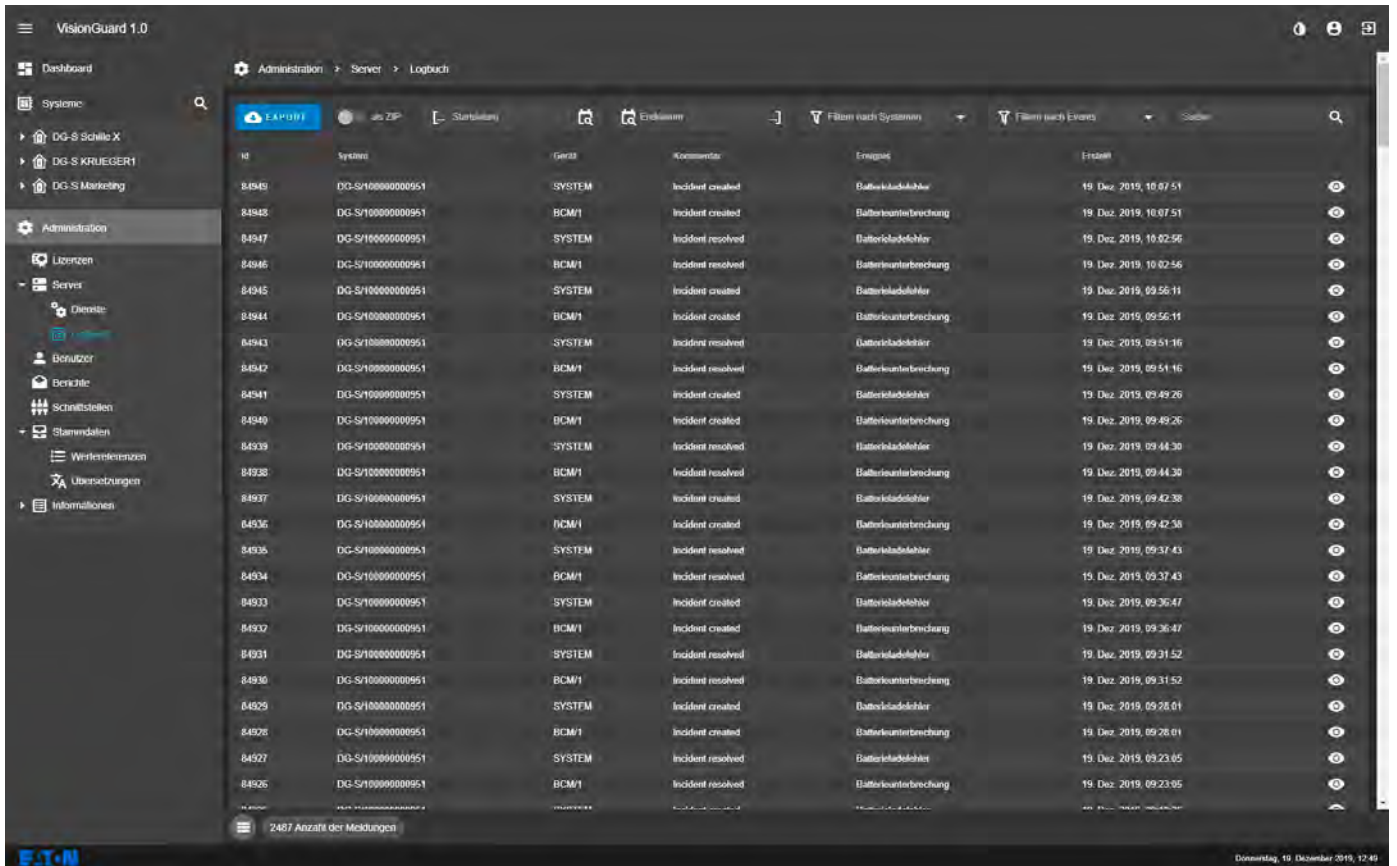 VisionGuard 1.0
Dashboard
Systeme
DG-S Schille X
DG-S KRUEGER1
DG-S Marketing
Administration
Lizenzen
Server
Dienste
Benutzer
Berichte
Schnittstellen
Stammdaten
Wertereferenzen
Übersetzungen
Informationen
Administration > Server > Logbuch
EXPORT als ZIP Filtern nach Systemen Filtern nach Events
Id System Gerät Kommentar Ereignis Erstellt
84949 DG-S/100000000951 SYSTEM Incident created Batterieladefehler 19. Dez. 2019, 10:07:51
84948 DG-S/100000000951 BCM/1 Incident created Batterieunterbrechung 19. Dez. 2019, 10:07:51
84947 DG-S/100000000951 SYSTEM Incident resolved Batterieladefehler 19. Dez. 2019, 10:02:56
84946 DG-S/100000000951 BCM/1 Incident resolved Batterieunterbrechung 19. Dez. 2019, 10:02:56
84945 DG-S/100000000951 SYSTEM Incident created Batterieladefehler 19. Dez. 2019, 09:56:11
84944 DG-S/100000000951 BCM/1 Incident created Batterieunterbrechung 19. Dez. 2019, 09:56:11
84943 DG-S/100000000951 SYSTEM Incident resolved Batterieladefehler 19. Dez. 2019, 09:51:16
84942 DG-S/100000000951 BCM/1 Incident resolved Batterieunterbrechung 19. Dez. 2019, 09:51:16
84941 DG-S/100000000951 SYSTEM Incident created Batterieladefehler 19. Dez. 2019, 09:49:26
84940 DG-S/100000000951 BCM/1 Incident created Batterieunterbrechung 19. Dez. 2019, 09:49:26
84939 DG-S/100000000951 SYSTEM Incident resolved Batterieladefehler 19. Dez. 2019, 09:44:30
84938 DG-S/100000000951 BCM/1 Incident resolved Batterieunterbrechung 19. Dez. 2019, 09:44:30
84937 DG-S/100000000951 SYSTEM Incident created Batterieladefehler 19. Dez. 2019, 09:42:38
84936 DG-S/100000000951 BCM/1 Incident created Batterieunterbrechung 19. Dez. 2019, 09:42:38
84935 DG-S/100000000951 SYSTEM Incident resolved Batterieladefehler 19. Dez. 2019, 09:37:43
84934 DG-S/100000000951 BCM/1 Incident resolved Batterieunterbrechung 19. Dez. 2019, 09:37:43
84933 DG-S/100000000951 SYSTEM Incident created Batterieladefehler 19. Dez. 2019, 09:36:47
84932 DG-S/100000000951 BCM/1 Incident created Batterieunterbrechung 19. Dez. 2019, 09:36:47
84931 DG-S/100000000951 SYSTEM Incident resolved Batterieladefehler 19. Dez. 2019, 09:31:52
84930 DG-S/100000000951 BCM/1 Incident resolved Batterieunterbrechung 19. Dez. 2019, 09:31:52
84929 DG-S/100000000951 SYSTEM Incident created Batterieladefehler 19. Dez. 2019, 09:28:01
84928 DG-S/100000000951 BCM/1 Incident created Batterieunterbrechung 19. Dez. 2019, 09:28:01
84927 DG-S/100000000951 SYSTEM Incident resolved Batterieladefehler 19. Dez. 2019, 09:23:05
84926 DG-S/100000000951 BCM/1 Incident resolved Batterieunterbrechung 19. Dez. 2019, 09:23:05
2487 Anzahl der Meldungen
EATON
Donnerstag, 19. Dezember 2019, 12:49